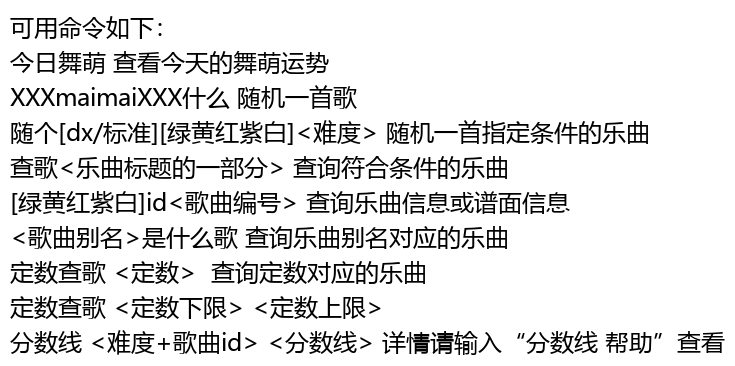 可用命令如下：
今日舞萌 查看今天的舞萌运势
XXXmaimaiXXX什么 随机一首歌
随个[dx/标准][绿黄红紫白]<难度> 随机一首指定条件的乐曲
查歌<乐曲标题的一部分> 查询符合条件的乐曲
[绿黄红紫白]id<歌曲编号> 查询乐曲信息或谱面信息
<歌曲别名>是什么歌 查询乐曲别名对应的乐曲
定数查歌 <定数>  查询定数对应的乐曲
定数查歌 <定数下限> <定数上限>
分数线 <难度+歌曲id> <分数线> 详情请输入“分数线 帮助”查看